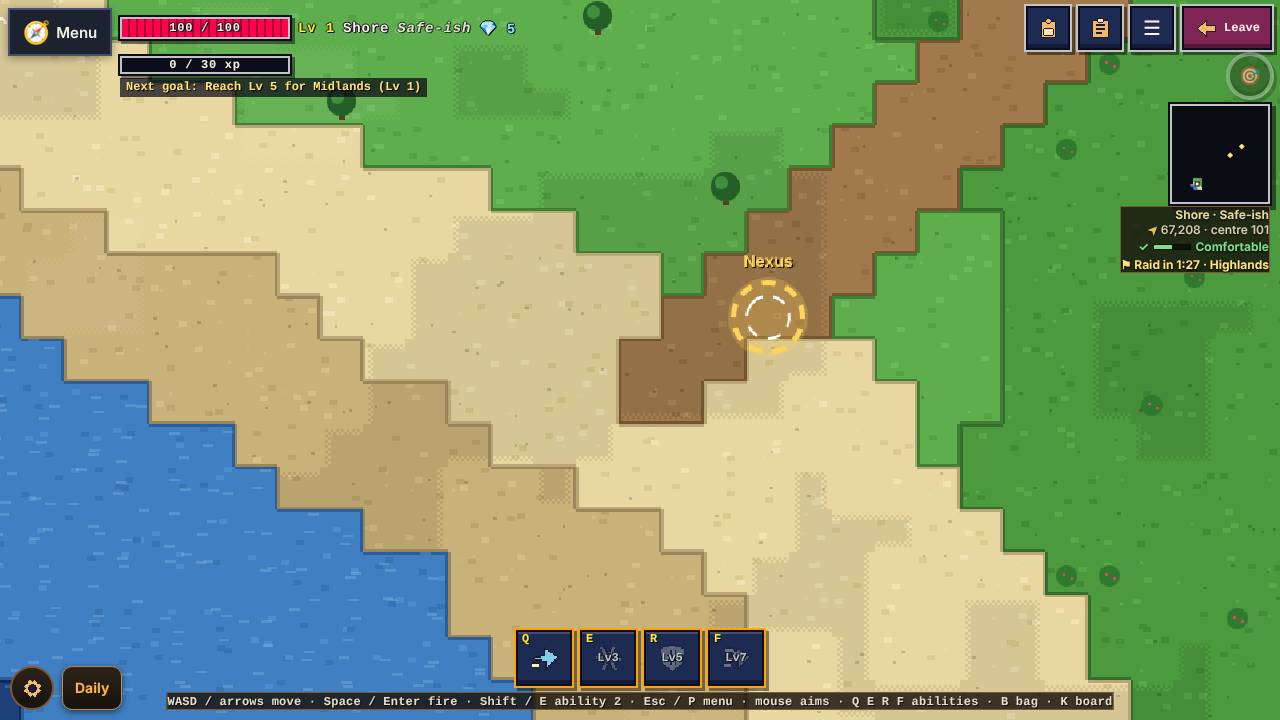 Menu
100 / 100
Lv 1 Shore Safe-ish 5
0 / 30 xp
Next goal: Reach Lv 5 for Midlands (Lv 1)
Leave
Shore · Safe-ish
67,208 · centre 101
Comfortable
Raid in 1:27 · Highlands
Nexus
Q
E
R
F
Lv3
Lv5
Lv7
Daily
WASD / arrows move · Space / Enter fire · Shift / E ability 2 · Esc / P menu · mouse aims · Q E R F abilities · B bag · K board